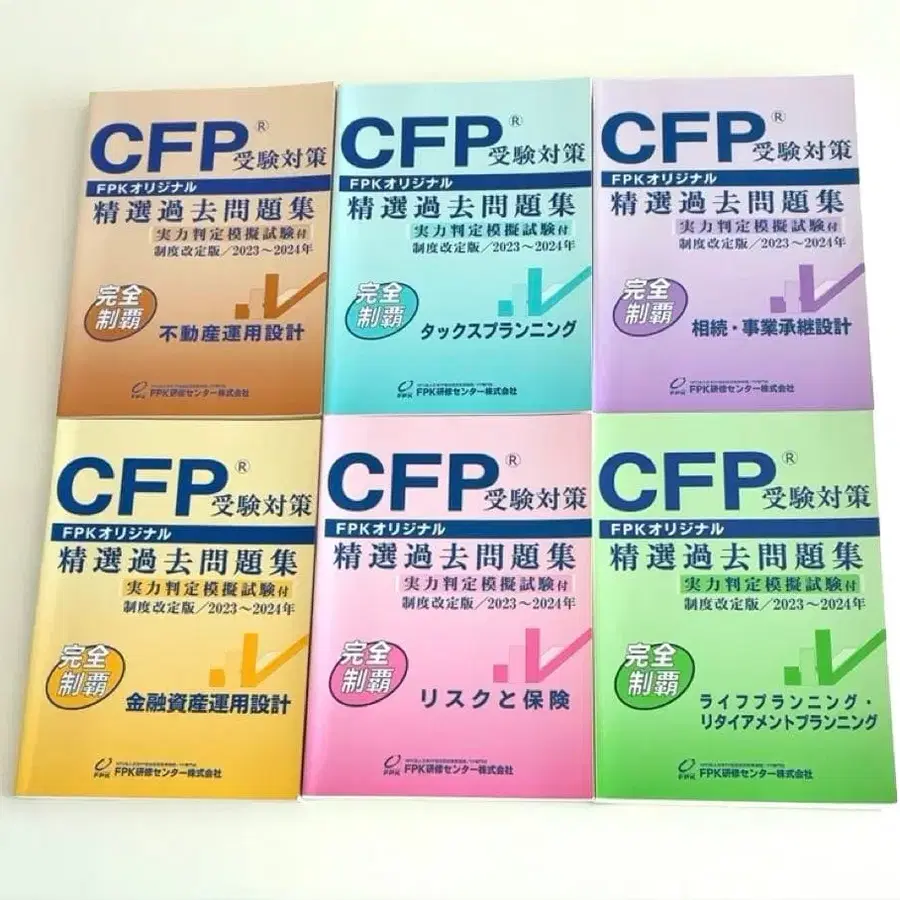 CFP®受験対策
FPKオリジナル
精選過去問題集
実力判定模擬試験付
制度改定版/2023〜2024年
完全
制覇
不動産運用設計
FPK
FPK研修センター株式会社
CFP®受験対策
FPKオリジナル
精選過去問題集
実力判定模擬試験付
制度改定版/2023〜2024年
完全
制覇
タックスプランニング
FPK
FPK研修センター株式会社
CFP®受験対策
FPKオリジナル
精選過去問題集
実力判定模擬試験付
制度改定版/2023〜2024年
完全
制覇
相続・事業承継設計
FPK
FPK研修センター株式会社
CFP®受験対策
FPKオリジナル
精選過去問題集
実力判定模擬試験付
制度改定版/2023〜2024年
完全
制覇
金融資産運用設計
FPK
FPK研修センター株式会社
CFP®受験対策
FPKオリジナル
精選過去問題集
実力判定模擬試験付
制度改定版/2023〜2024年
完全
制覇
リスクと保険
FPK
FPK研修センター株式会社
CFP®受験対策
FPKオリジナル
精選過去問題集
実力判定模擬試験付
制度改定版/2023〜2024年
完全
制覇
ライフプランニング・
リタイアメントプランニング
FPK
FPK研修センター株式会社